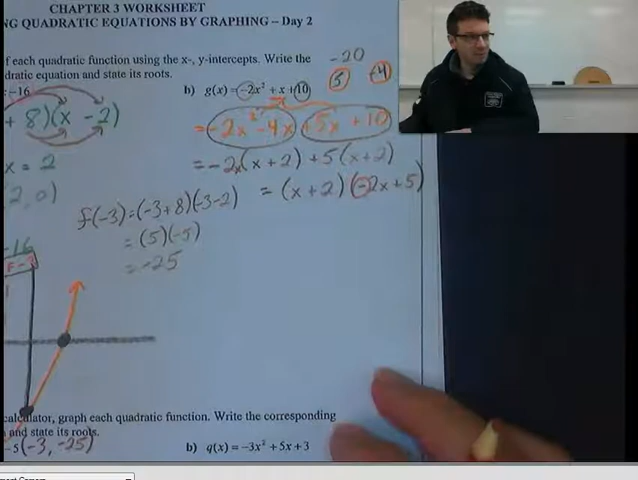 CHAPTER 3 WORKSHEET
NG QUADRATIC EQUATIONS BY GRAPHING – Day 2
f each quadratic function using the x-, y-intercepts. Write the
dratic equation and state its roots.
-16
b) g(x) = -2x² + x + 10
-20
5 -4
+ 8)(x - 2)
= -2x² - 4x + 5x + 10
x = 2
= -2x(x + 2) + 5(x + 2)
2, 0)
= (x + 2)(-2x + 5)
f(-3) = (-3 + 8)(-3 - 2)
= (5)(-5)
= -25
-16
calculator, graph each quadratic function. Write the corresponding
and state its roots.
- 5 (-3, -25)
b) q(x) = -3x² + 5x + 3